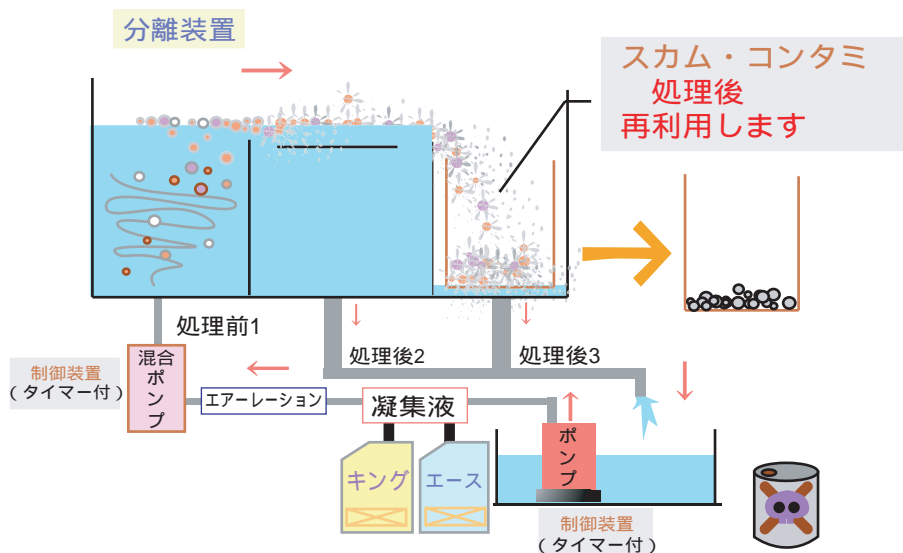 分離装置
スカム・コンタミ
処理後
再利用します
処理前1
処理後2
処理後3
制御装置
(タイマー付)
混合
ポンプ
エアーレーション
凝集液
ポンプ
キング
エース
制御装置
(タイマー付)